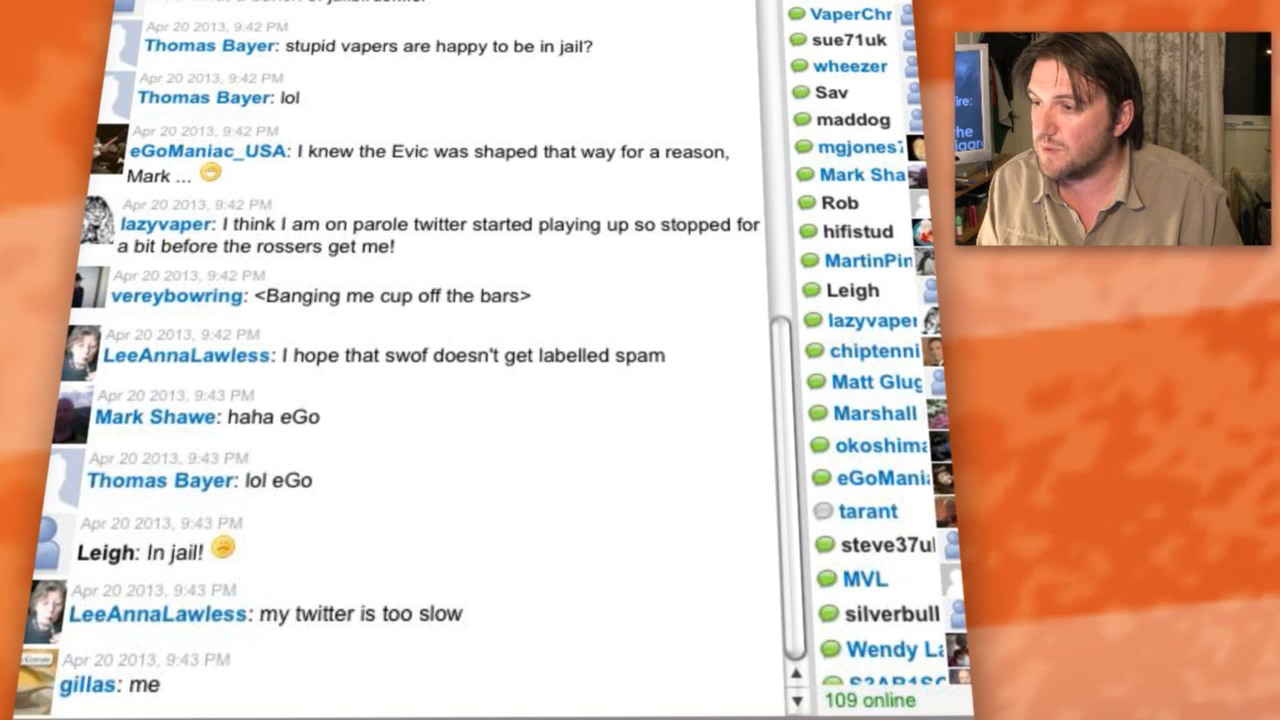 Apr 20 2013, 9:42 PM
Thomas Bayer: stupid vapers are happy to be in jail?
Apr 20 2013, 9:42 PM
Thomas Bayer: lol
Apr 20 2013, 9:42 PM
eGoManiac_USA: I knew the Evic was shaped that way for a reason,
Mark ...
Apr 20 2013, 9:42 PM
lazyvaper: I think I am on parole twitter started playing up so stopped for
a bit before the rossers get me!
Apr 20 2013, 9:42 PM
vereybowring: <Banging me cup off the bars>
Apr 20 2013, 9:42 PM
LeeAnnaLawless: I hope that swof doesn't get labelled spam
Apr 20 2013, 9:43 PM
Mark Shawe: haha eGo
Apr 20 2013, 9:43 PM
Thomas Bayer: lol eGo
Apr 20 2013, 9:43 PM
Leigh: In jail!
Apr 20 2013, 9:43 PM
LeeAnnaLawless: my twitter is too slow
Apr 20 2013, 9:43 PM
gillas: me
VaperChr
sue71uk
wheezer
Sav
maddog
mgjones7
Mark Sha
Rob
hifistud
MartinPin
Leigh
lazyvaper
chiptenni
Matt Glug
Marshall
okoshima
eGoMania
tarant
steve37ul
MVL
silverbull
Wendy La
109 online
ire:
he